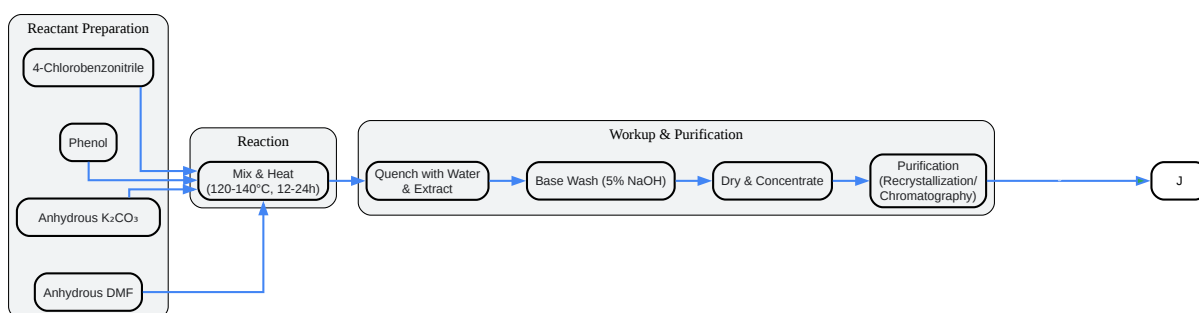 Reactant Preparation
4-Chlorobenzonitrile
Phenol
Anhydrous K₂CO₃
Anhydrous DMF
Reaction
Mix & Heat
(120-140°C, 12-24h)
Workup & Purification
Quench with Water
& Extract
Base Wash (5% NaOH)
Dry & Concentrate
Purification
(Recrystallization/
Chromatography)
J